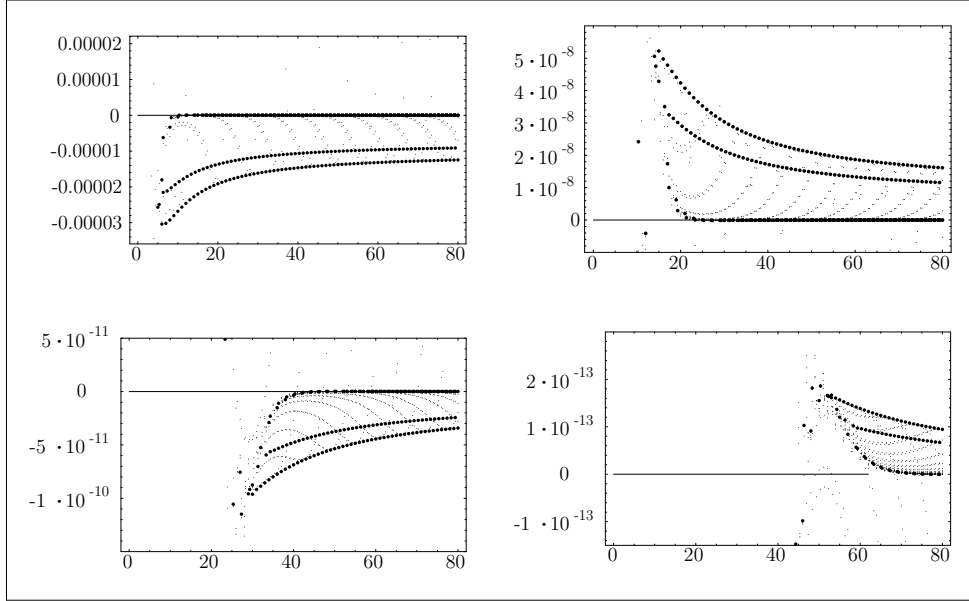 0.00002
0.00001
0
-0.00001
-0.00002
-0.00003
0 20 40 60 80
5 · 10 -8
4 · 10 -8
3 · 10 -8
2 · 10 -8
1 · 10 -8
0
0 20 40 60 80
5 · 10 -11
0
-5 · 10 -11
-1 · 10 -10
0 20 40 60 80
2 · 10 -13
1 · 10 -13
0
-1 · 10 -13
0 20 40 60 80